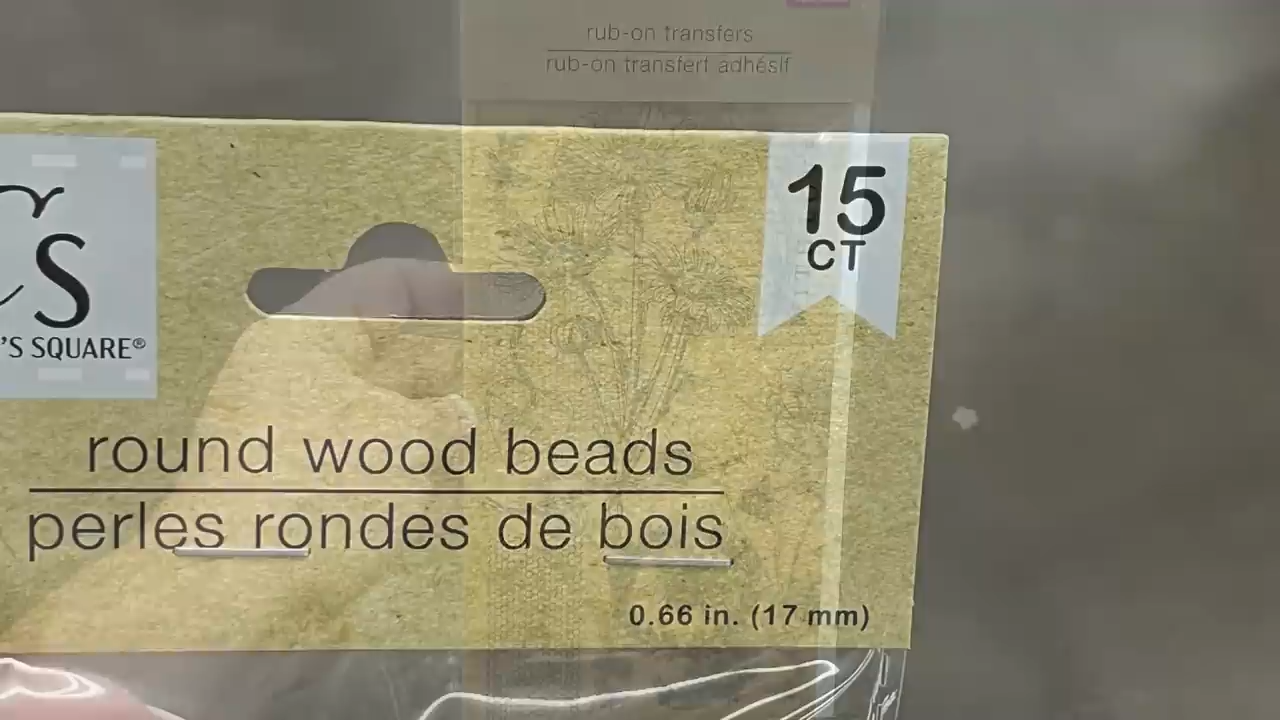 rub-on transfers
rub-on transfert adhésif
15
CT
'S SQUARE®
round wood beads
perles rondes de bois
0.66 in. (17 mm)